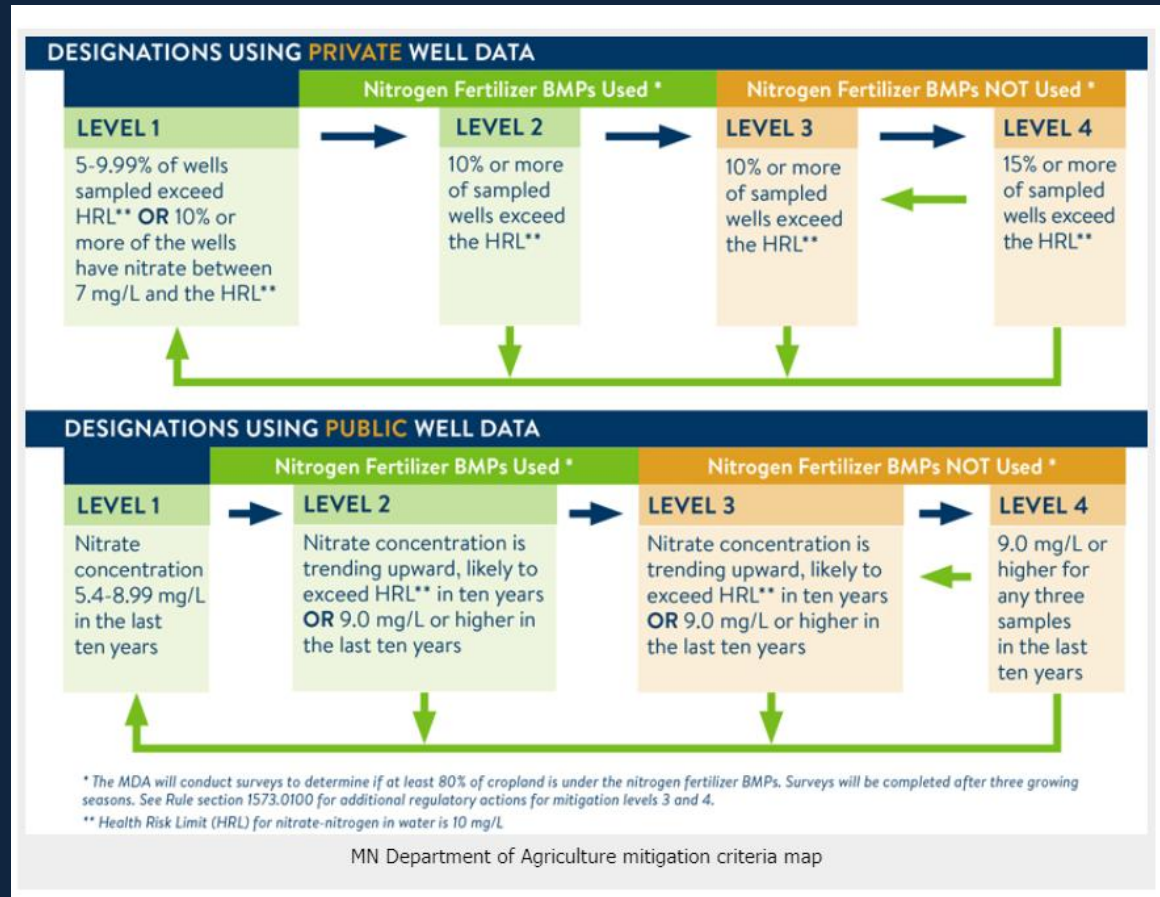 DESIGNATIONS USING PRIVATE WELL DATA
Nitrogen Fertilizer BMPs Used *
Nitrogen Fertilizer BMPs NOT Used *
LEVEL 1
5-9.99% of wells
sampled exceed
HRL** OR 10% or
more of the wells
have nitrate between
7 mg/L and the HRL**
LEVEL 2
10% or more
of sampled
wells exceed
the HRL**
LEVEL 3
10% or more
of sampled
wells exceed
the HRL**
LEVEL 4
15% or more
of sampled
wells exceed
the HRL**
DESIGNATIONS USING PUBLIC WELL DATA
Nitrogen Fertilizer BMPs Used *
Nitrogen Fertilizer BMPs NOT Used *
LEVEL 1
Nitrate
concentration
5.4-8.99 mg/L
in the last
ten years
LEVEL 2
Nitrate concentration is
trending upward, likely to
exceed HRL** in ten years
OR 9.0 mg/L or higher in
the last ten years
LEVEL 3
Nitrate concentration is
trending upward, likely to
exceed HRL** in ten years
OR 9.0 mg/L or higher in
the last ten years
LEVEL 4
9.0 mg/L or
higher for
any three
samples
in the last
ten years
* The MDA will conduct surveys to determine if at least 80% of cropland is under the nitrogen fertilizer BMPs. Surveys will be completed after three growing
seasons. See Rule section 1573.0100 for additional regulatory actions for mitigation levels 3 and 4.
** Health Risk Limit (HRL) for nitrate-nitrogen in water is 10 mg/L
MN Department of Agriculture mitigation criteria map